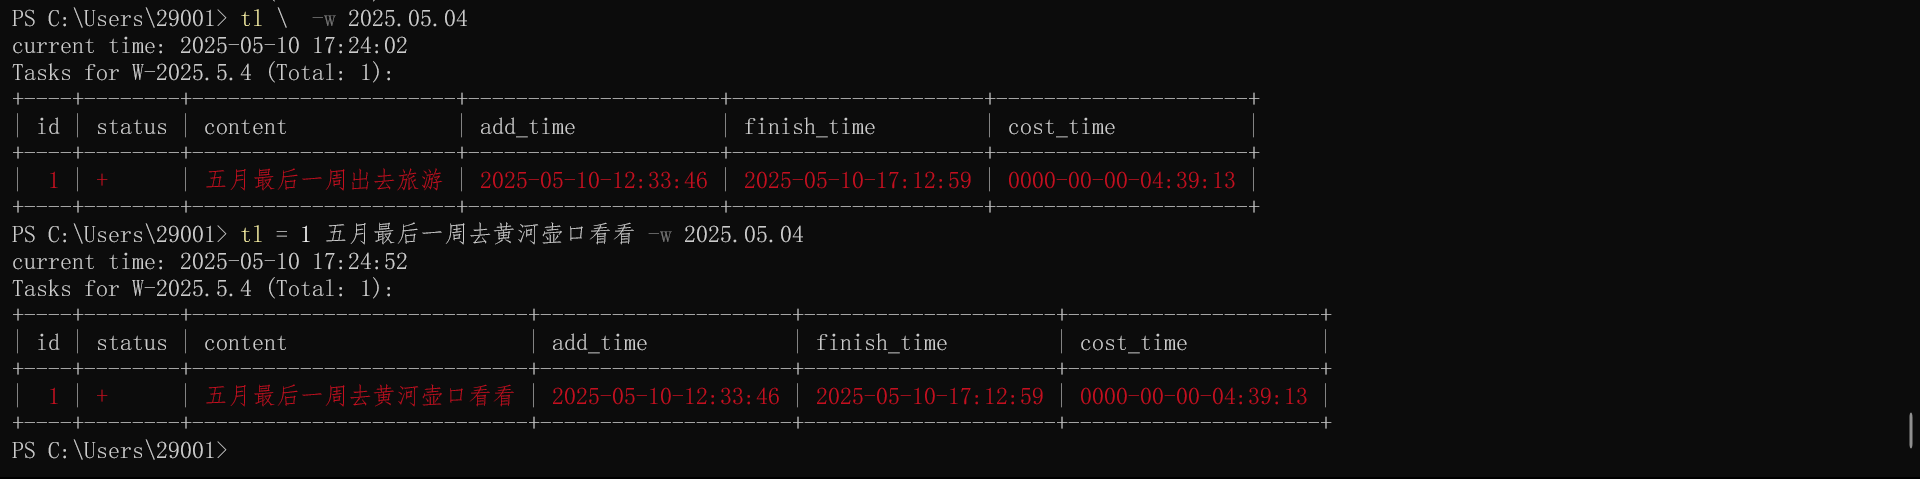 PS C:\Users\29001> tl \  -w 2025.05.04
current time: 2025-05-10 17:24:02
Tasks for W-2025.5.4 (Total: 1):
+----+--------+----------------------+---------------------+---------------------+---------------------+
| id | status | content              | add_time            | finish_time         | cost_time           |
+----+--------+----------------------+---------------------+---------------------+---------------------+
|  1 | +      | 五月最后一周出去旅游 | 2025-05-10-12:33:46 | 2025-05-10-17:12:59 | 0000-00-00-04:39:13 |
+----+--------+----------------------+---------------------+---------------------+---------------------+
PS C:\Users\29001> tl = 1 五月最后一周去黄河壶口看看 -w 2025.05.04
current time: 2025-05-10 17:24:52
Tasks for W-2025.5.4 (Total: 1):
+----+--------+----------------------------+---------------------+---------------------+---------------------+
| id | status | content                    | add_time            | finish_time         | cost_time           |
+----+--------+----------------------------+---------------------+---------------------+---------------------+
|  1 | +      | 五月最后一周去黄河壶口看看 | 2025-05-10-12:33:46 | 2025-05-10-17:12:59 | 0000-00-00-04:39:13 |
+----+--------+----------------------------+---------------------+---------------------+---------------------+
PS C:\Users\29001>